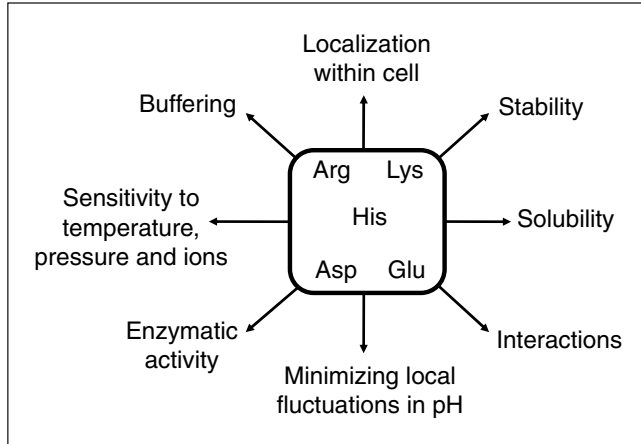 Localization
within cell
Buffering
Stability
Arg Lys
Sensitivity to
temperature,
pressure and ions
His
Solubility
Asp Glu
Enzymatic
activity
Interactions
Minimizing local
fluctuations in pH